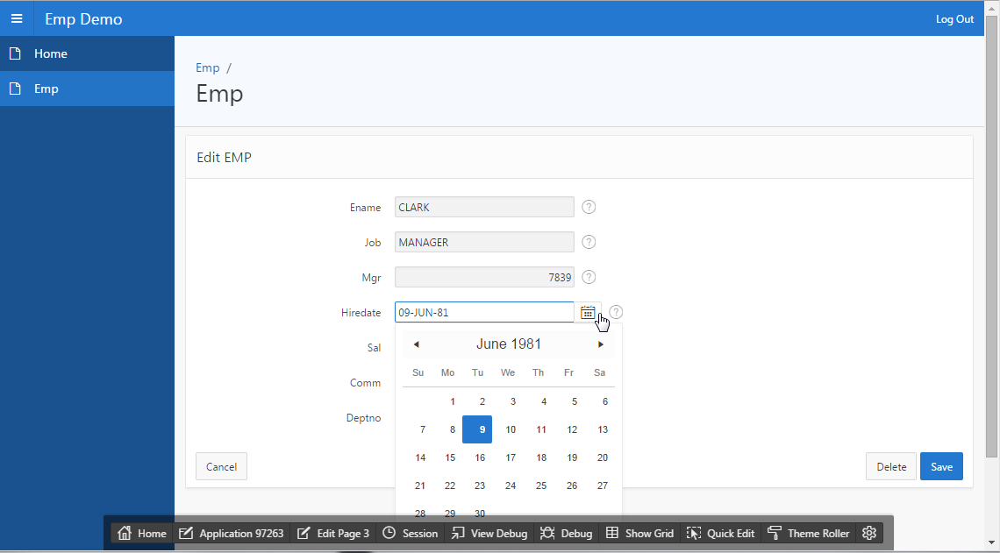 Emp Demo
Log Out
Home
Emp
Emp /
Emp
Edit EMP
Ename CLARK ?
Job MANAGER ?
Mgr 7839 ?
Hiredate 09-JUN-81 ?
Sal
Comm
Deptno
June 1981
Su Mo Tu We Th Fr Sa
1 2 3 4 5 6
7 8 9 10 11 12 13
14 15 16 17 18 19 20
21 22 23 24 25 26 27
28 29 30
Cancel
Delete
Save
Home Application 97263 Edit Page 3 Session View Debug Debug Show Grid Quick Edit Theme Roller